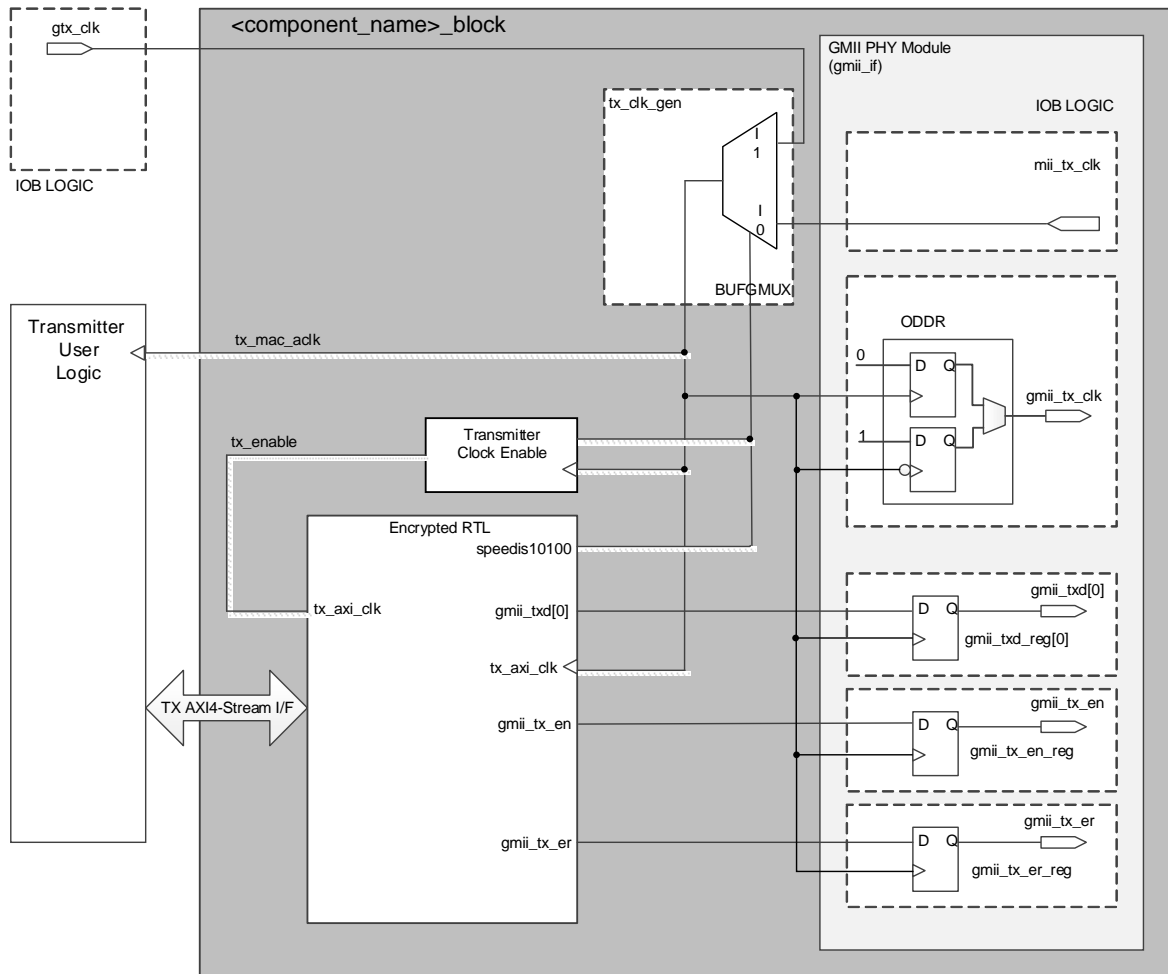 gtx_clk
IOB LOGIC
<component_name>_block
GMII PHY Module
(gmii_if)
IOB LOGIC
tx_clk_gen
I
1
I
0
BUFGMUX
mii_tx_clk
Transmitter
User
Logic
tx_mac_aclk
ODDR
0
D
Q
gmii_tx_clk
1
D
Q
tx_enable
Transmitter
Clock Enable
Encrypted RTL
speedis10100
tx_axi_clk
gmii_txd[0]
D
Q
gmii_txd[0]
gmii_txd_reg[0]
tx_axi_clk
TX AXI4-Stream I/F
gmii_tx_en
D
Q
gmii_tx_en
gmii_tx_en_reg
gmii_tx_er
D
Q
gmii_tx_er
gmii_tx_er_reg